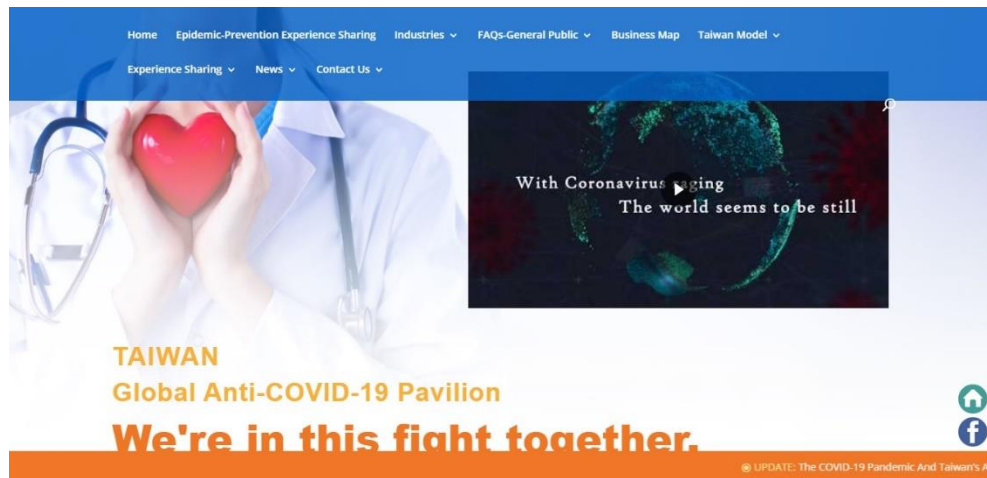 Home Epidemic-Prevention Experience Sharing Industries FAQs-General Public Business Map Taiwan Model
Experience Sharing News Contact Us
With Coronavirus raging
The world seems to be still
TAIWAN
Global Anti-COVID-19 Pavilion
We're in this fight together.
UPDATE: The COVID-19 Pandemic And Taiwan's A